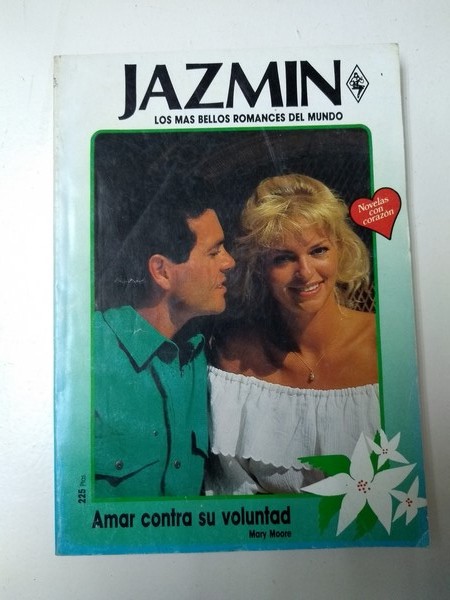 JAZMIN
LOS MAS BELLOS ROMANCES DEL MUNDO
Novelas
con
corazón
225 Ptas.
Amar contra su voluntad
Mary Moore